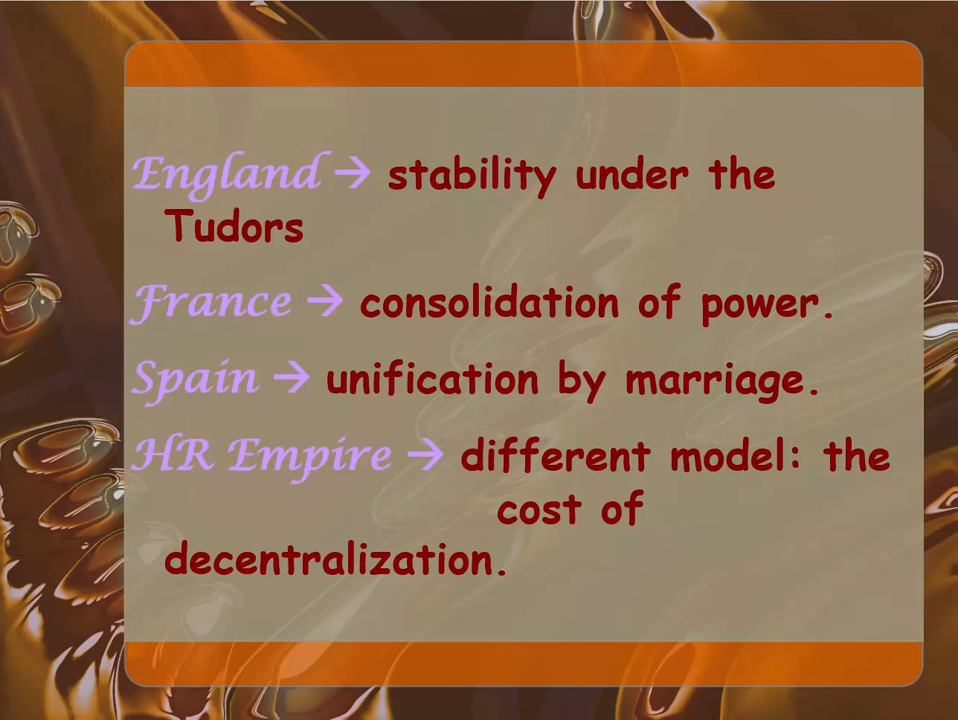 England → stability under the
Tudors
France → consolidation of power.
Spain → unification by marriage.
HR Empire → different model: the
cost of
decentralization.